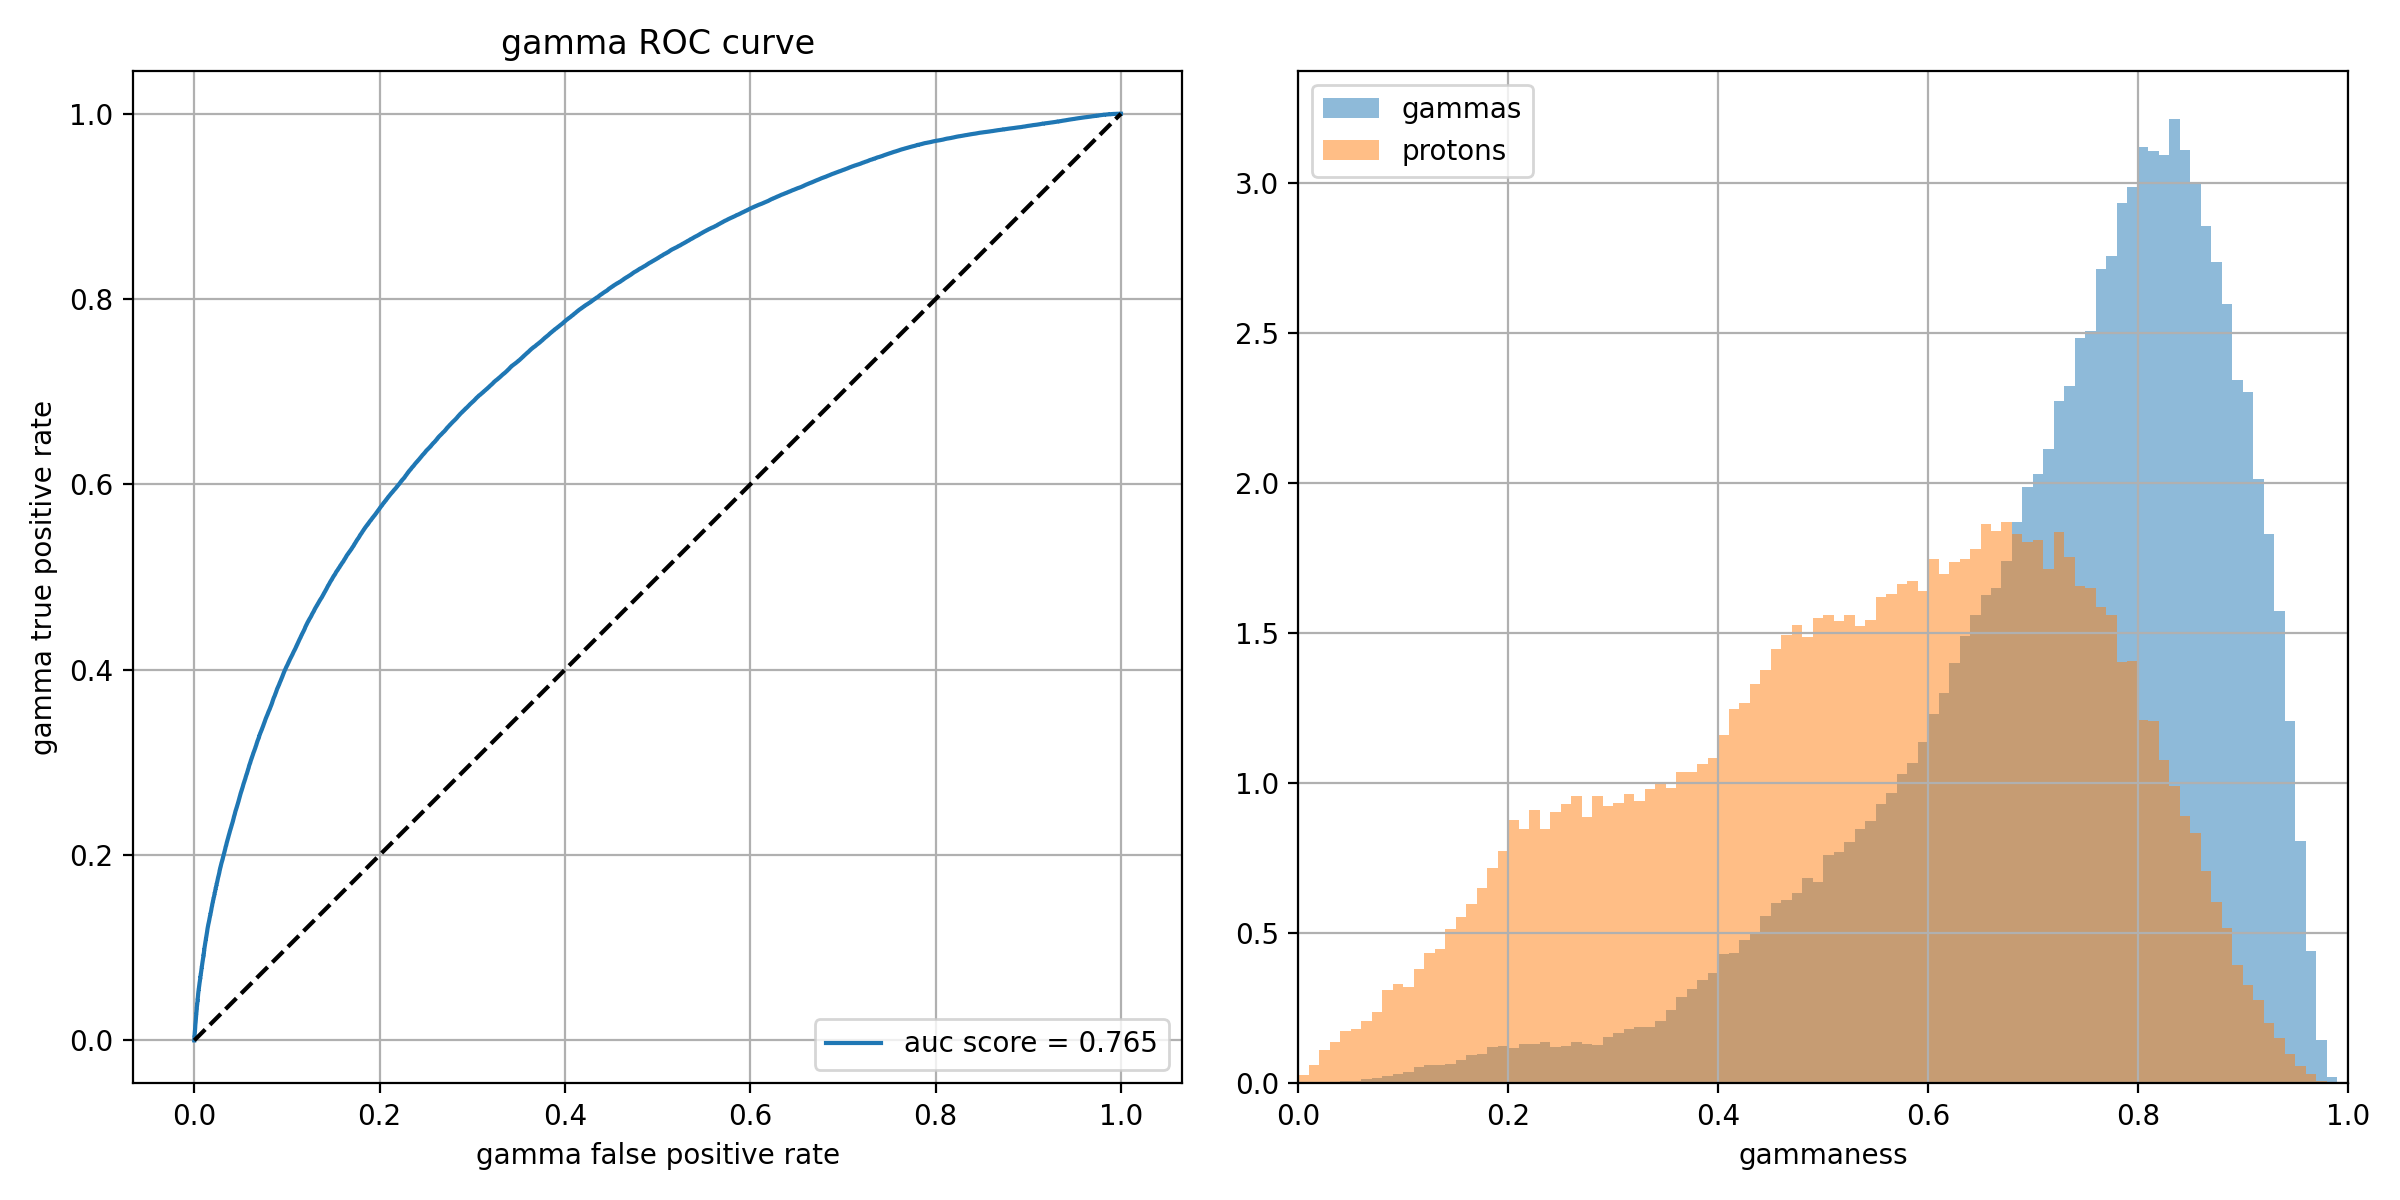 gamma ROC curve
gamma true positive rate
1.0
0.8
0.6
0.4
0.2
0.0
auc score = 0.765
0.0 0.2 0.4 0.6 0.8 1.0
gamma false positive rate
gammas
protons
3.0
2.5
2.0
1.5
1.0
0.5
0.0
0.0 0.2 0.4 0.6 0.8 1.0
gammaness